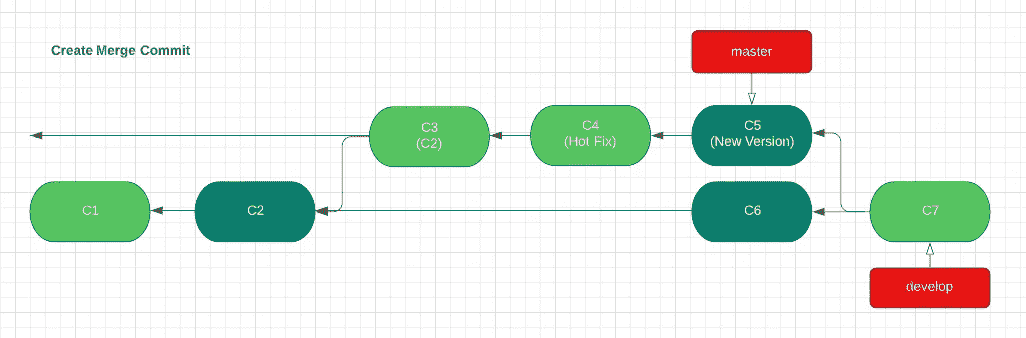 Create Merge Commit
master
C3
(C2)
C4
(Hot Fix)
C5
(New Version)
C1
C2
C6
C7
develop